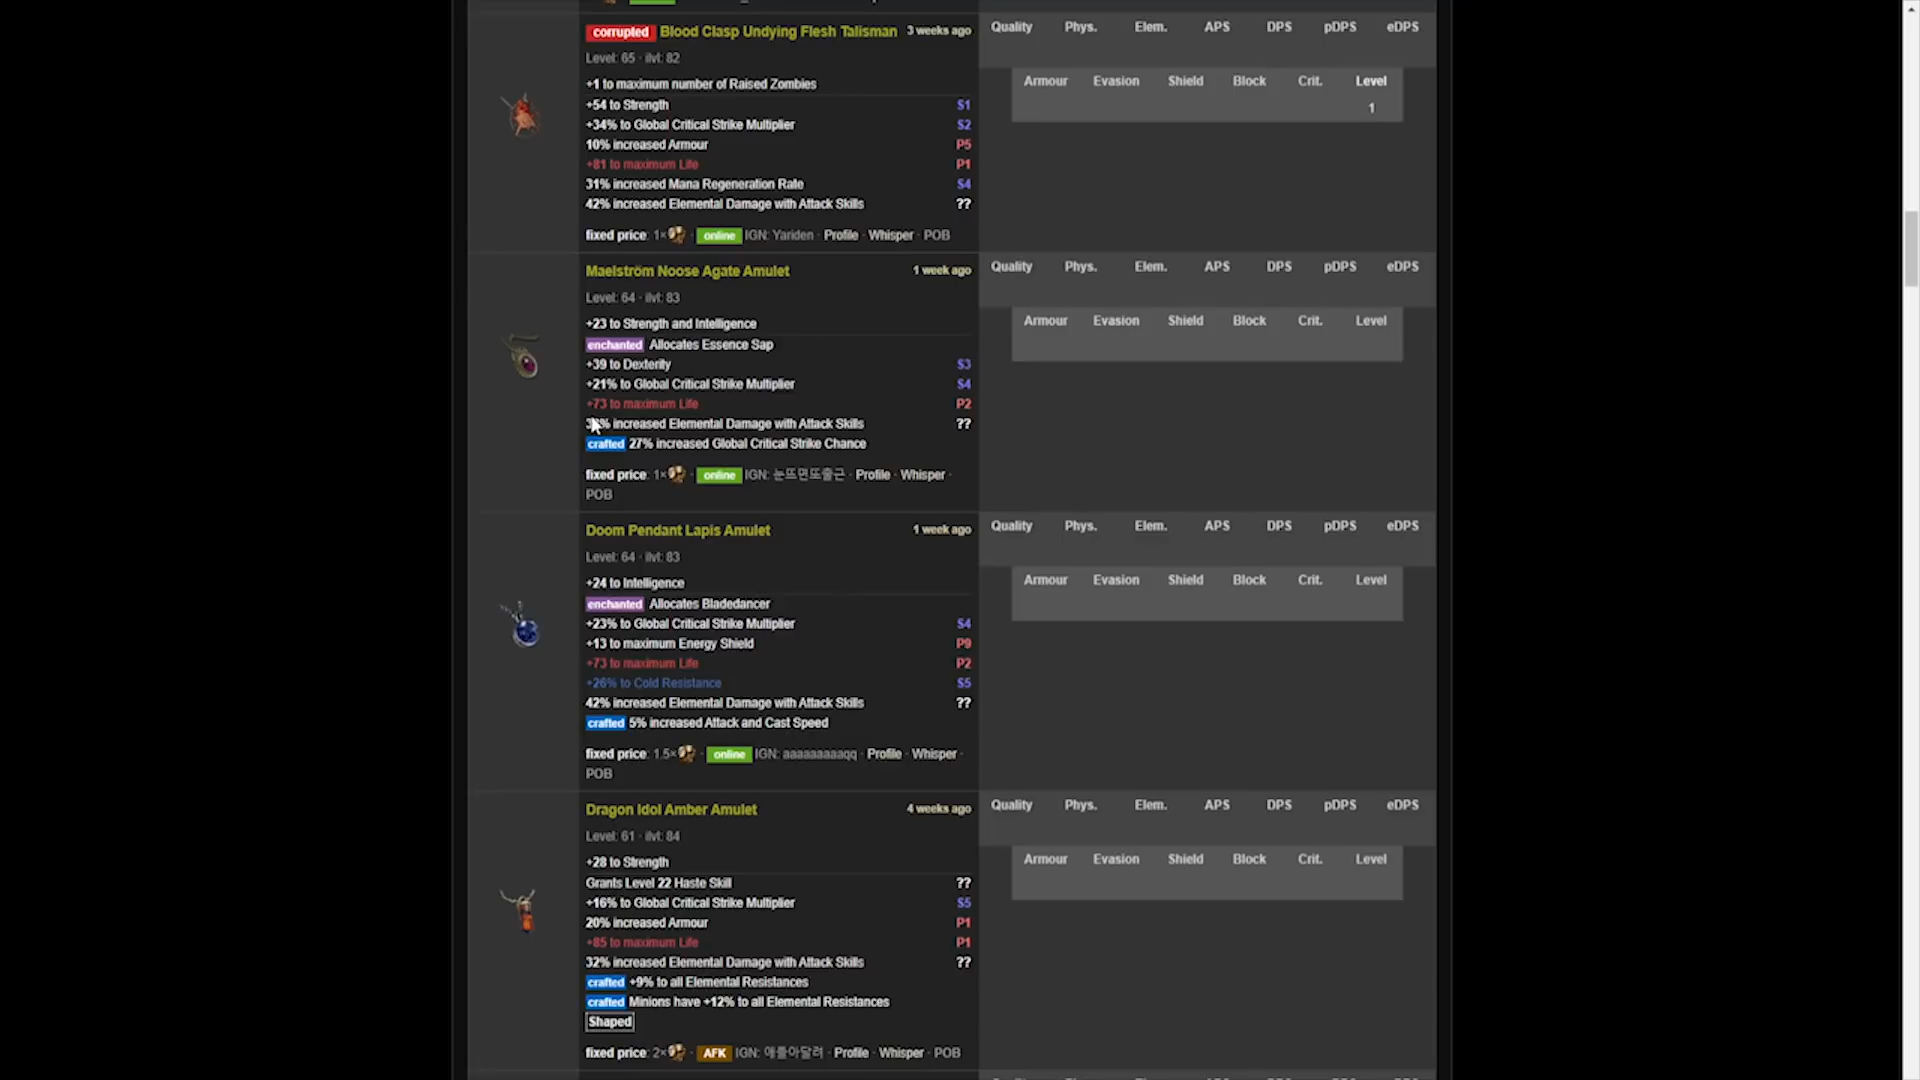 corrupted Blood Clasp Undying Flesh Talisman 3 weeks ago
Level: 65 · ilvl: 82
+1 to maximum number of Raised Zombies
+54 to Strength S1
+34% to Global Critical Strike Multiplier S2
10% increased Armour P5
+81 to maximum Life P1
31% increased Mana Regeneration Rate S4
42% increased Elemental Damage with Attack Skills ??
fixed price: 1× · online IGN: Yariden · Profile · Whisper · POB
Quality Phys. Elem. APS DPS pDPS eDPS
Armour Evasion Shield Block Crit. Level
1
Maelström Noose Agate Amulet 1 week ago
Level: 64 · ilvl: 83
+23 to Strength and Intelligence
enchanted Allocates Essence Sap
+39 to Dexterity S3
+21% to Global Critical Strike Multiplier S4
+73 to maximum Life P2
increased Elemental Damage with Attack Skills ??
crafted 27% increased Global Critical Strike Chance
fixed price: 1× · online IGN: 눈뜨면또출근 · Profile · Whisper ·
POB
Quality Phys. Elem. APS DPS pDPS eDPS
Armour Evasion Shield Block Crit. Level
Doom Pendant Lapis Amulet 1 week ago
Level: 64 · ilvl: 83
+24 to Intelligence
enchanted Allocates Bladedancer
+23% to Global Critical Strike Multiplier S4
+13 to maximum Energy Shield P9
+73 to maximum Life P2
+26% to Cold Resistance S5
42% increased Elemental Damage with Attack Skills ??
crafted 5% increased Attack and Cast Speed
fixed price: 1.5× · online IGN: aaaaaaaaaqq · Profile · Whisper ·
POB
Quality Phys. Elem. APS DPS pDPS eDPS
Armour Evasion Shield Block Crit. Level
Dragon Idol Amber Amulet 4 weeks ago
Level: 61 · ilvl: 84
+28 to Strength
Grants Level 22 Haste Skill ??
+16% to Global Critical Strike Multiplier S5
20% increased Armour P1
+85 to maximum Life P1
32% increased Elemental Damage with Attack Skills ??
crafted +9% to all Elemental Resistances
crafted Minions have +12% to all Elemental Resistances
Shaped
fixed price: 2× · AFK IGN: 애플아달려 · Profile · Whisper · POB
Quality Phys. Elem. APS DPS pDPS eDPS
Armour Evasion Shield Block Crit. Level